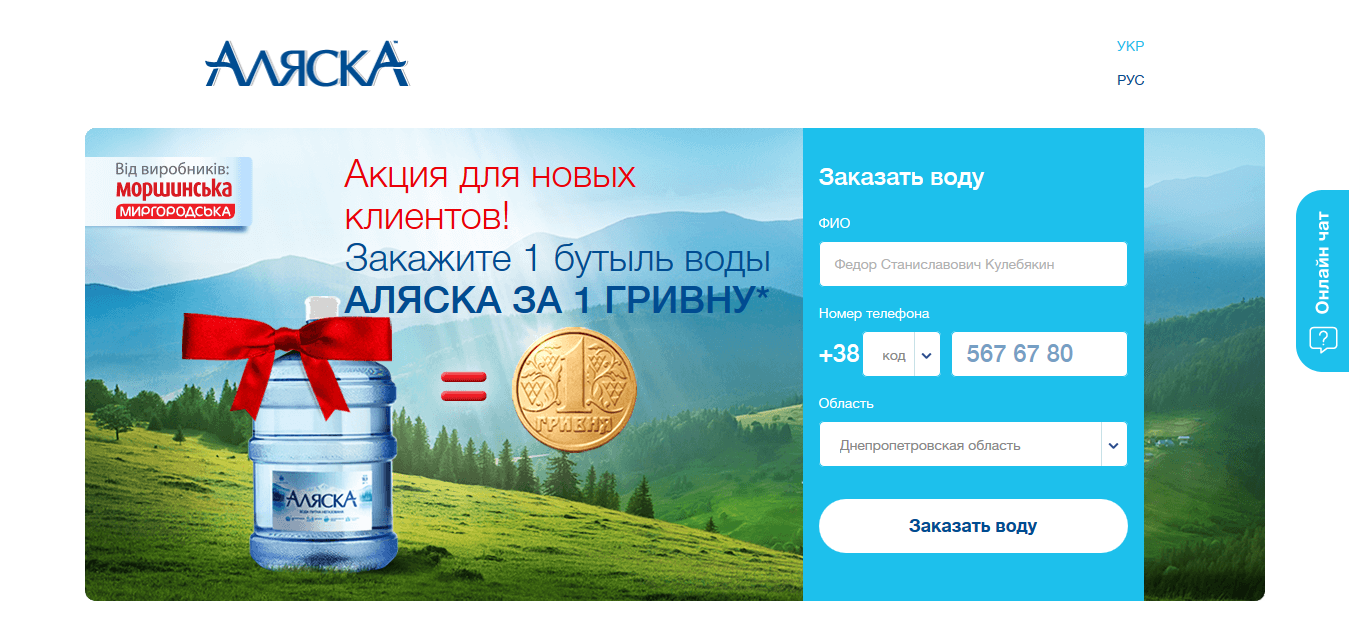 АЛЯСКА
УКР
РУС
Від виробників:
моршинська
МИРГОРОДСЬКА
Акция для новых
клиентов!
Закажите 1 бутыль воды
АЛЯСКА ЗА 1 ГРИВНУ*
1
ГРИВНЯ
АЛЯСКА
Заказать воду
ФИО
Федор Станиславович Кулебякин
Номер телефона
+38 код 567 67 80
Область
Днепропетровская область
Заказать воду
Онлайн чат
?